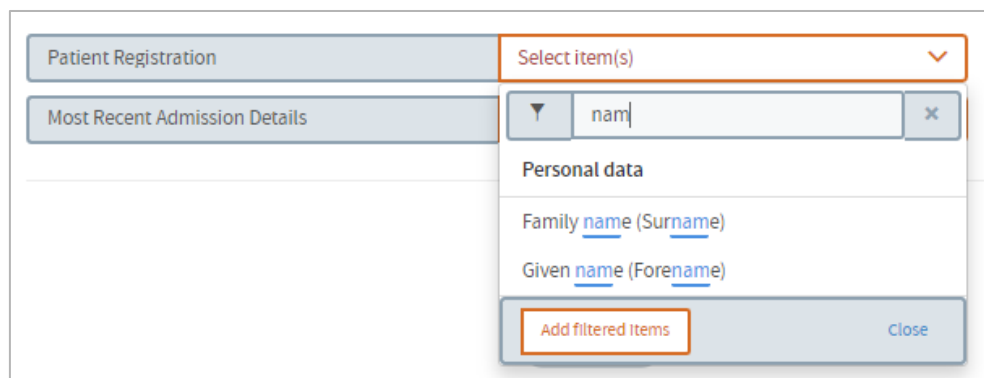 Patient Registration
Select item(s)
Most Recent Admission Details
nam
Personal data
Family name (Surname)
Given name (Forename)
Add filtered items
Close